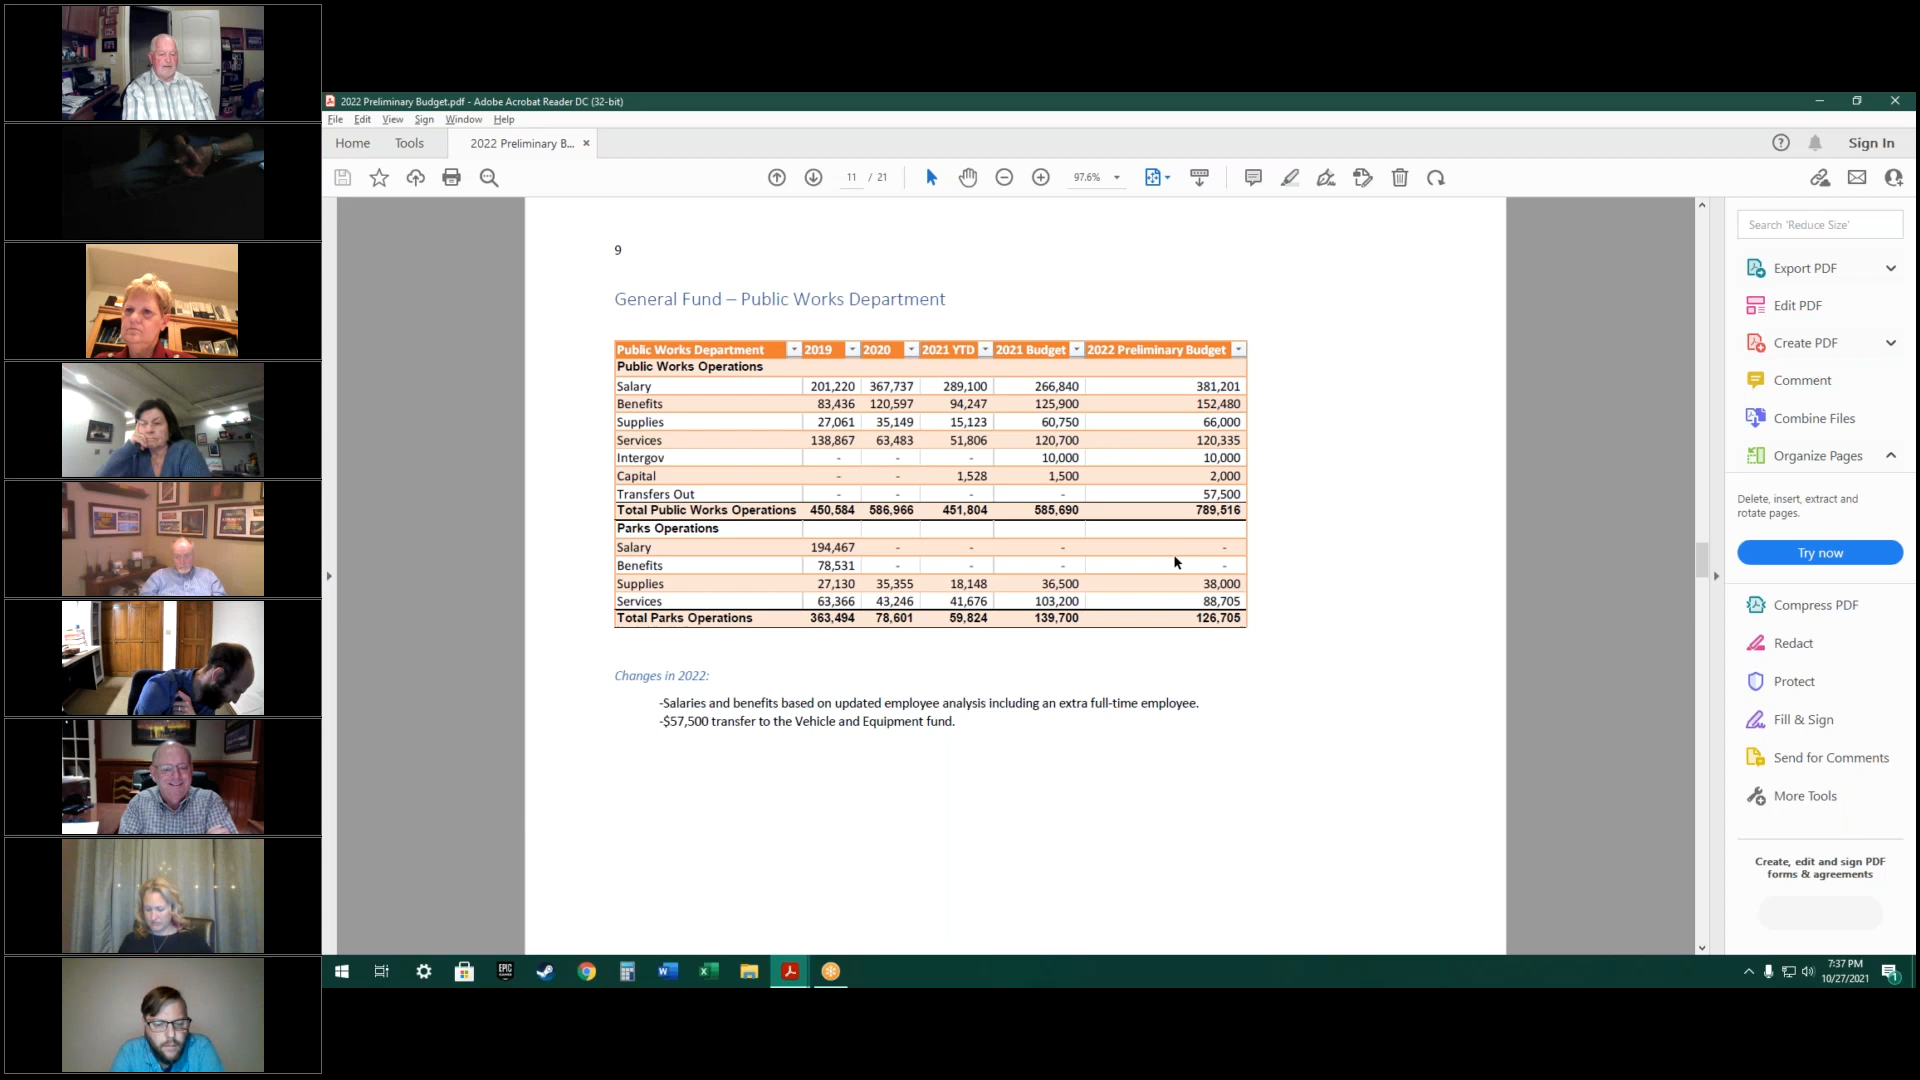 2022 Preliminary Budget.pdf - Adobe Acrobat Reader DC (32-bit)
File Edit View Sign Window Help
Home Tools 2022 Preliminary B... × Sign In
11 / 21 97.6%
9
General Fund – Public Works Department
Public Works Department 2019 2020 2021 YTD 2021 Budget 2022 Preliminary Budget
Public Works Operations
Salary 201,220 367,737 289,100 266,840 381,201
Benefits 83,436 120,597 94,247 125,900 152,480
Supplies 27,061 35,149 15,123 60,750 66,000
Services 138,867 63,483 51,806 120,700 120,335
Intergov - - - 10,000 10,000
Capital - - 1,528 1,500 2,000
Transfers Out - - - - 57,500
Total Public Works Operations 450,584 586,966 451,804 585,690 789,516
Parks Operations
Salary 194,467 - - - -
Benefits 78,531 - - - -
Supplies 27,130 35,355 18,148 36,500 38,000
Services 63,366 43,246 41,676 103,200 88,705
Total Parks Operations 363,494 78,601 59,824 139,700 126,705
Changes in 2022:
-Salaries and benefits based on updated employee analysis including an extra full-time employee.
-$57,500 transfer to the Vehicle and Equipment fund.
Search 'Reduce Size'
Export PDF
Edit PDF
Create PDF
Comment
Combine Files
Organize Pages
Delete, insert, extract and
rotate pages.
Try now
Compress PDF
Redact
Protect
Fill & Sign
Send for Comments
More Tools
Create, edit and sign PDF
forms & agreements
EPIC
7:37 PM
10/27/2021
1